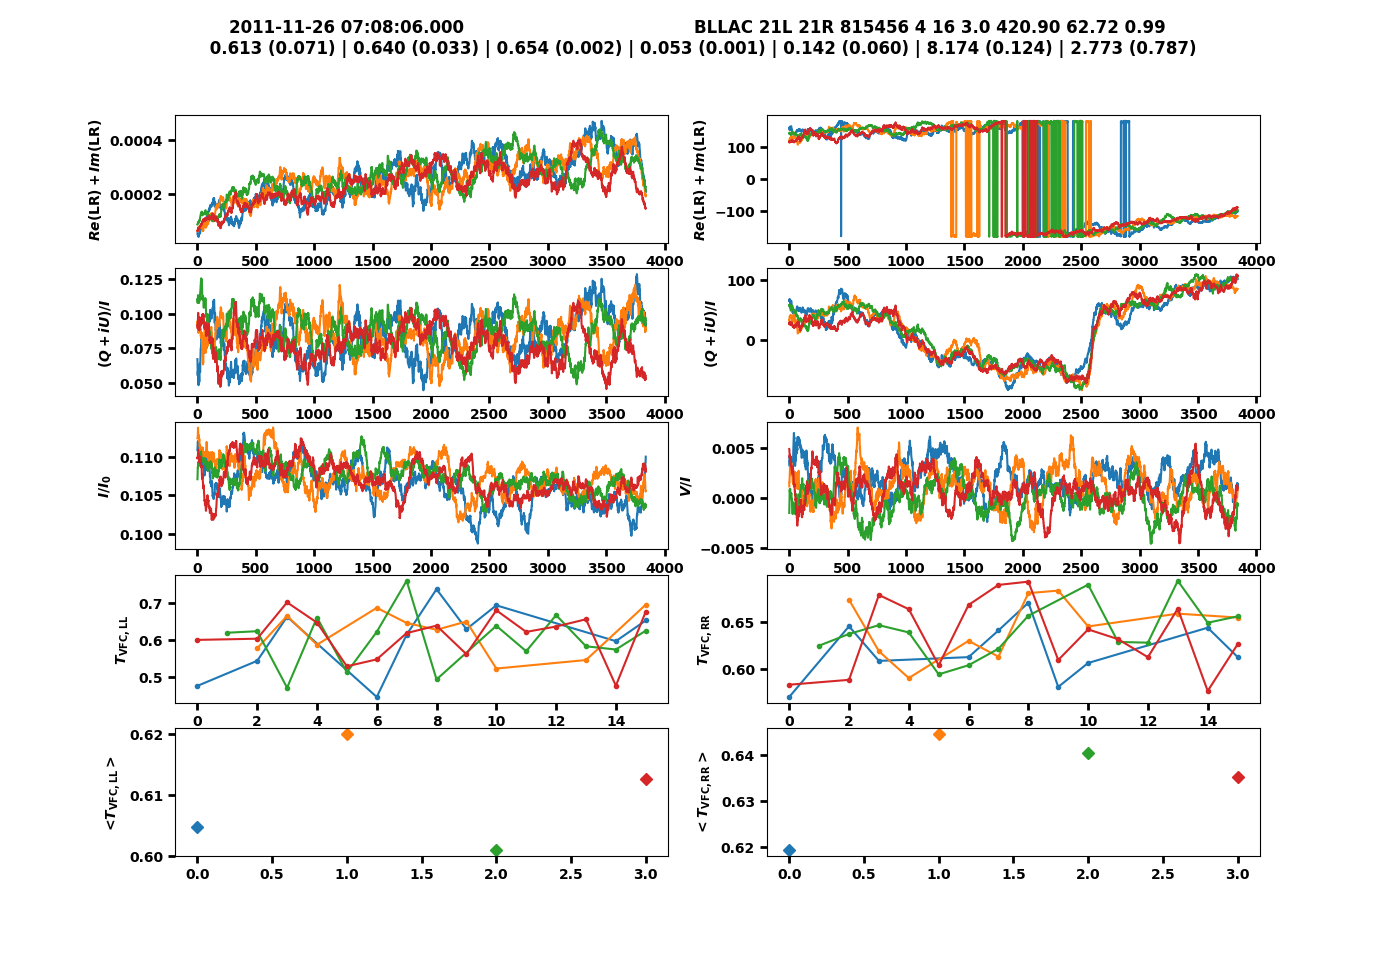 2011-11-26 07:08:06.000 BLLAC 21L 21R 815456 4 16 3.0 420.90 62.72 0.99
0.613 (0.071) | 0.640 (0.033) | 0.654 (0.002) | 0.053 (0.001) | 0.142 (0.060) | 8.174 (0.124) | 2.773 (0.787)
Re(LR) + Im(LR)
0.0004
0.0002
0 500 1000 1500 2000 2500 3000 3500 4000
Re(LR) + Im(LR)
100
0
−100
0 500 1000 1500 2000 2500 3000 3500 4000
(Q + iU)/I
0.125
0.100
0.075
0.050
0 500 1000 1500 2000 2500 3000 3500 4000
(Q + iU)/I
100
0
0 500 1000 1500 2000 2500 3000 3500 4000
I/I0
0.110
0.105
0.100
0 500 1000 1500 2000 2500 3000 3500 4000
V/I
0.005
0.000
−0.005
0 500 1000 1500 2000 2500 3000 3500 4000
TVFC, LL
0.7
0.6
0.5
0 2 4 6 8 10 12 14
TVFC, RR
0.65
0.60
0 2 4 6 8 10 12 14
<TVFC, LL >
0.62
0.61
0.60
0.0 0.5 1.0 1.5 2.0 2.5 3.0
< TVFC, RR >
0.64
0.63
0.62
0.0 0.5 1.0 1.5 2.0 2.5 3.0